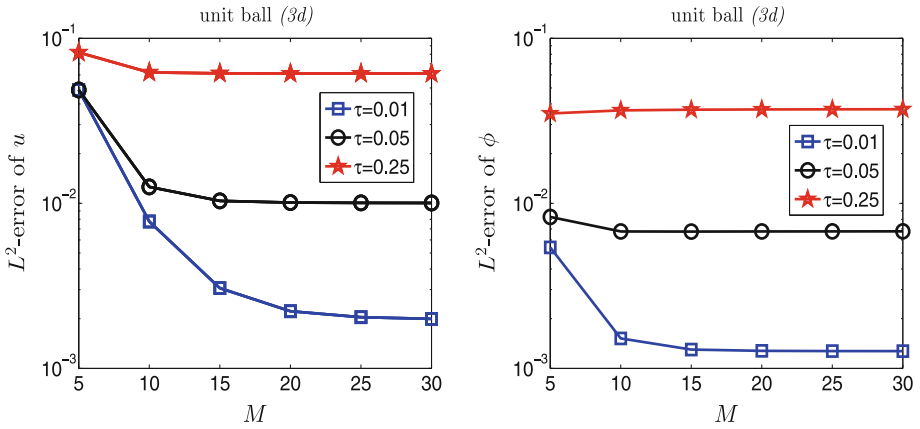 unit ball (3d)
10⁻¹
10⁻²
10⁻³
L²-error of u
τ=0.01
τ=0.05
τ=0.25
5 10 15 20 25 30
M
unit ball (3d)
10⁻¹
10⁻²
10⁻³
L²-error of ϕ
τ=0.01
τ=0.05
τ=0.25
5 10 15 20 25 30
M